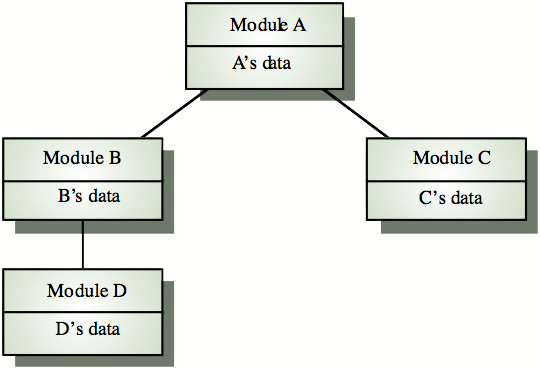 Module A
A's data
Module B
B's data
Module C
C's data
Module D
D's data